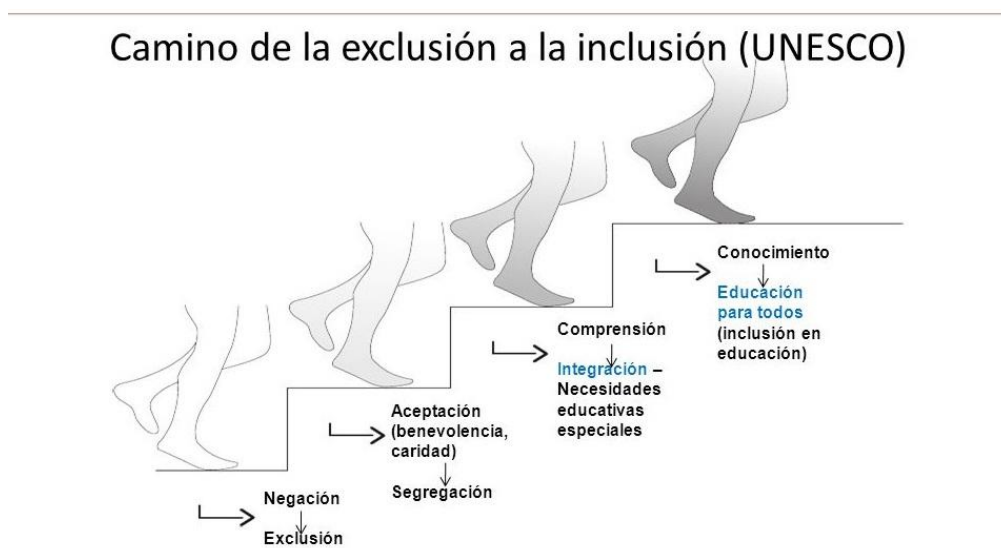 Camino de la exclusión a la inclusión (UNESCO)
Conocimiento
Educación
para todos
(inclusión en
educación)
Comprensión
Integración –
Necesidades
educativas
especiales
Aceptación
(benevolencia,
caridad)
Segregación
Negación
Exclusión